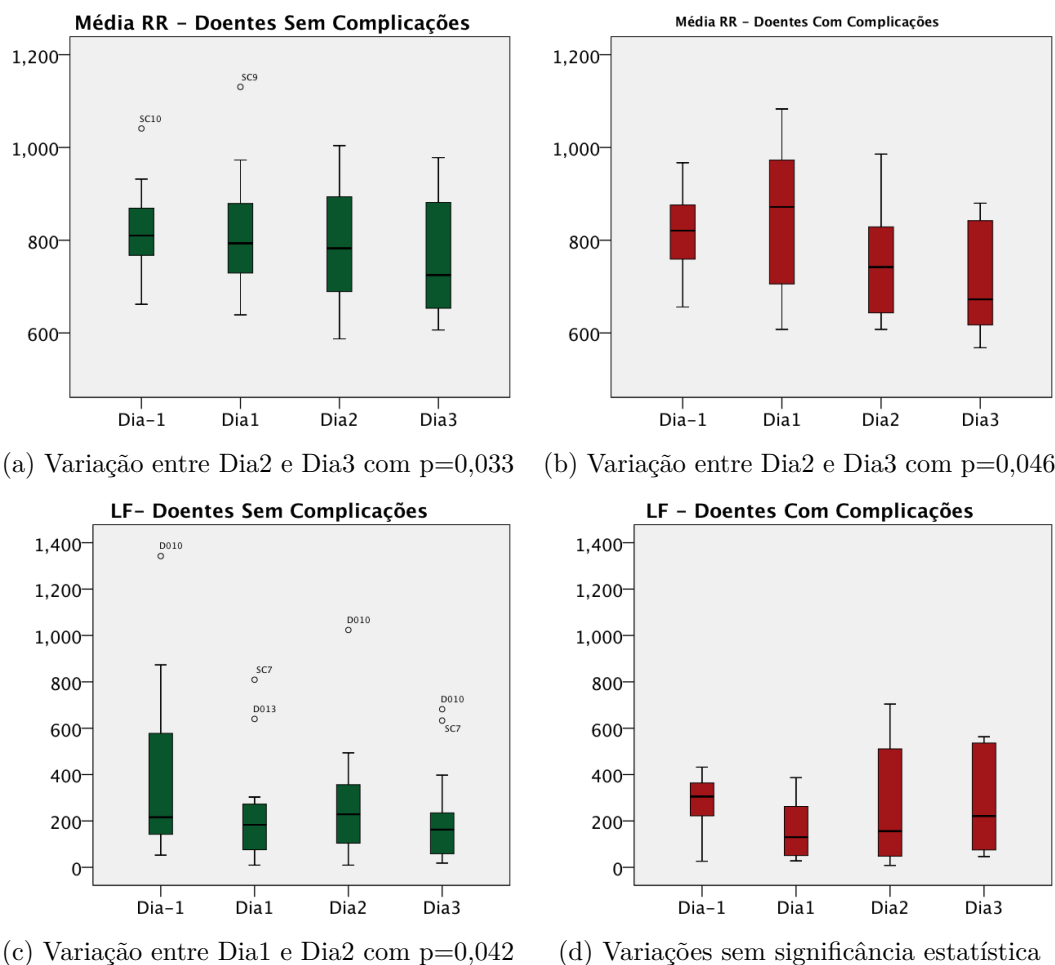 Média RR – Doentes Sem Complicações
1,200
1,000
800
600
SC10
SC9
Dia-1 Dia1 Dia2 Dia3
(a) Variação entre Dia2 e Dia3 com p=0,033
Média RR – Doentes Com Complicações
1,200
1,000
800
600
Dia-1 Dia1 Dia2 Dia3
(b) Variação entre Dia2 e Dia3 com p=0,046
LF– Doentes Sem Complicações
1,400
1,200
1,000
800
600
400
200
0
D010
SC7
D013
D010
D010
SC7
Dia-1 Dia1 Dia2 Dia3
(c) Variação entre Dia1 e Dia2 com p=0,042
LF – Doentes Com Complicações
1,400
1,200
1,000
800
600
400
200
0
Dia-1 Dia1 Dia2 Dia3
(d) Variações sem significância estatística